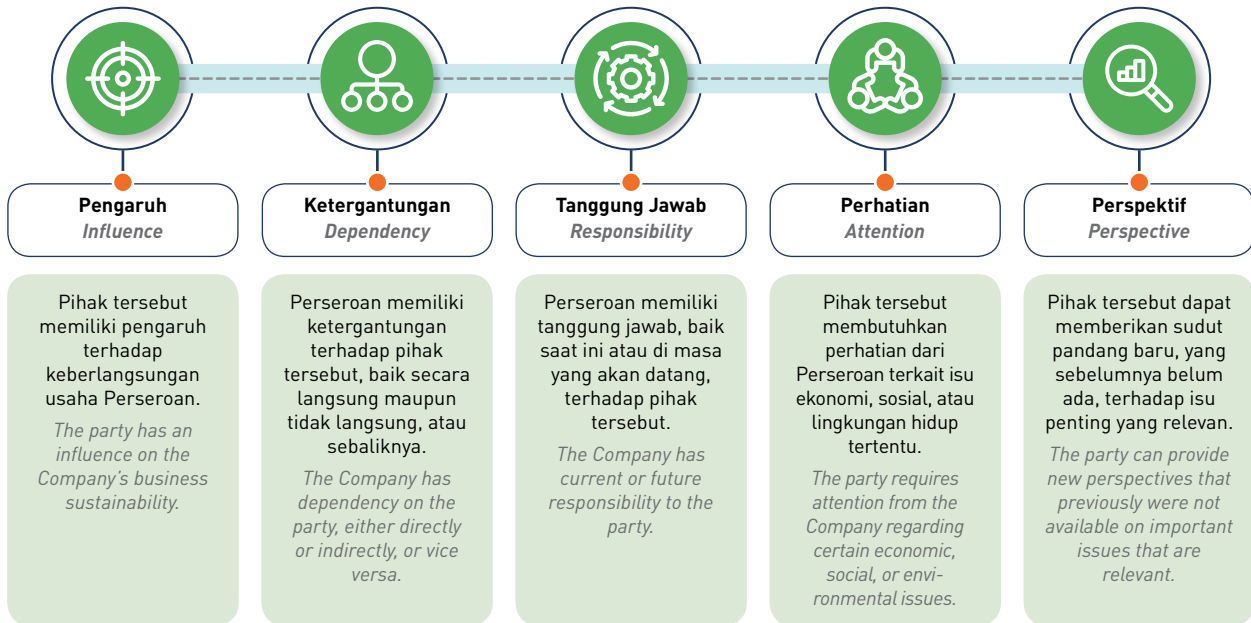 Pengaruh
Influence
Pihak tersebut
memiliki pengaruh
terhadap
keberlangsungan
usaha Perseroan.
The party has an
influence on the
Company's business
sustainability.
Ketergantungan
Dependency
Perseroan memiliki
ketergantungan
terhadap pihak
tersebut, baik secara
langsung maupun
tidak langsung, atau
sebaliknya.
The Company has
dependency on the
party, either directly
or indirectly, or vice
versa.
Tanggung Jawab
Responsibility
Perseroan memiliki
tanggung jawab, baik
saat ini atau di masa
yang akan datang,
terhadap pihak
tersebut.
The Company has
current or future
responsibility to the
party.
Perhatian
Attention
Pihak tersebut
membutuhkan
perhatian dari
Perseroan terkait isu
ekonomi, sosial, atau
lingkungan hidup
tertentu.
The party requires
attention from the
Company regarding
certain economic,
social, or envi-
ronmental issues.
Perspektif
Perspective
Pihak tersebut dapat
memberikan sudut
pandang baru, yang
sebelumnya belum
ada, terhadap isu
penting yang relevan.
The party can provide
new perspectives that
previously were not
available on important
issues that are
relevant.